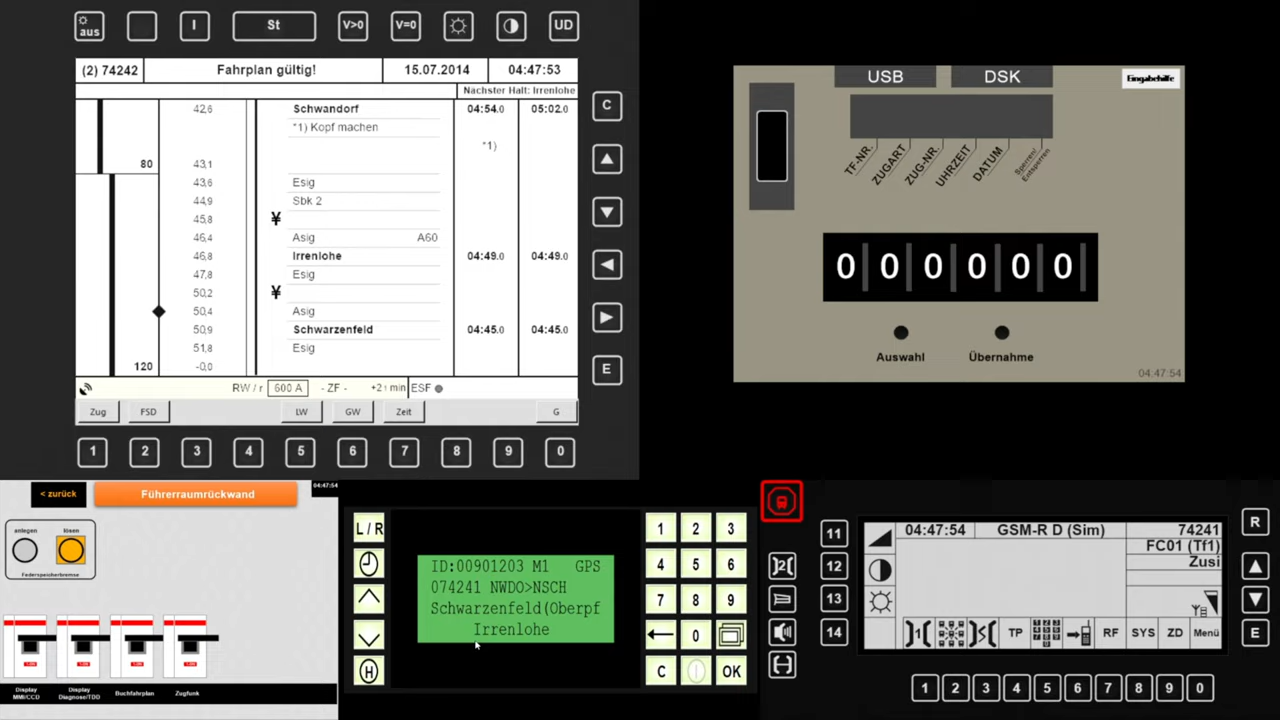 aus I St V>0 V=0 UD
(2) 74242 Fahrplan gültig! 15.07.2014 04:47:53
Nächster Halt: Irrenlohe
42,6 Schwandorf 04:54.0 05:02.0
*1) Kopf machen
*1)
80 43,1
43,6 Esig
44,9 Sbk 2
45,8 ¥
46,4 Asig A60
46,8 Irrenlohe 04:49.0 04:49.0
47,8 Esig
50,2 ¥
50,4 Asig
50,9 Schwarzenfeld 04:45.0 04:45.0
51,8 Esig
120 -0,0
RW / r 600 A - ZF - +2↑ min ESF
Zug FSD LW GW Zeit G
1 2 3 4 5 6 7 8 9 0
C
E
USB DSK Eingabehilfe
TF-NR. ZUGART ZUG-NR. UHRZEIT DATUM Sperren/
Entsperren
0 0 0 0 0 0
Auswahl Übernahme
04:47:54
< zurück Führerraumrückwand 04:47:54
anlegen lösen
Federspeicherbremse
Display
MMI/CCD
Display
Diagnose/TDD
Buchfahrplan
Zugfunk
L / R
H
ID:00901203 M1 GPS
074241 NWDO>NSCH
Schwarzenfeld(Oberpf
Irrenlohe
1 2 3
4 5 6
7 8 9
0
C OK
11
12
13
14
04:47:54 GSM-R D (Sim) 74241
FC01 (Tf1)
Zusi
1 TP RF SYS ZD Menü
R
E
1 2 3 4 5 6 7 8 9 0